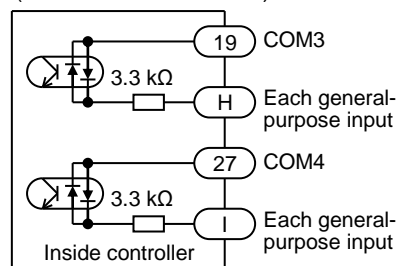 19 COM3
3.3 kΩ
H Each general-
purpose input
27 COM4
3.3 kΩ
I Each general-
purpose input
Inside controller